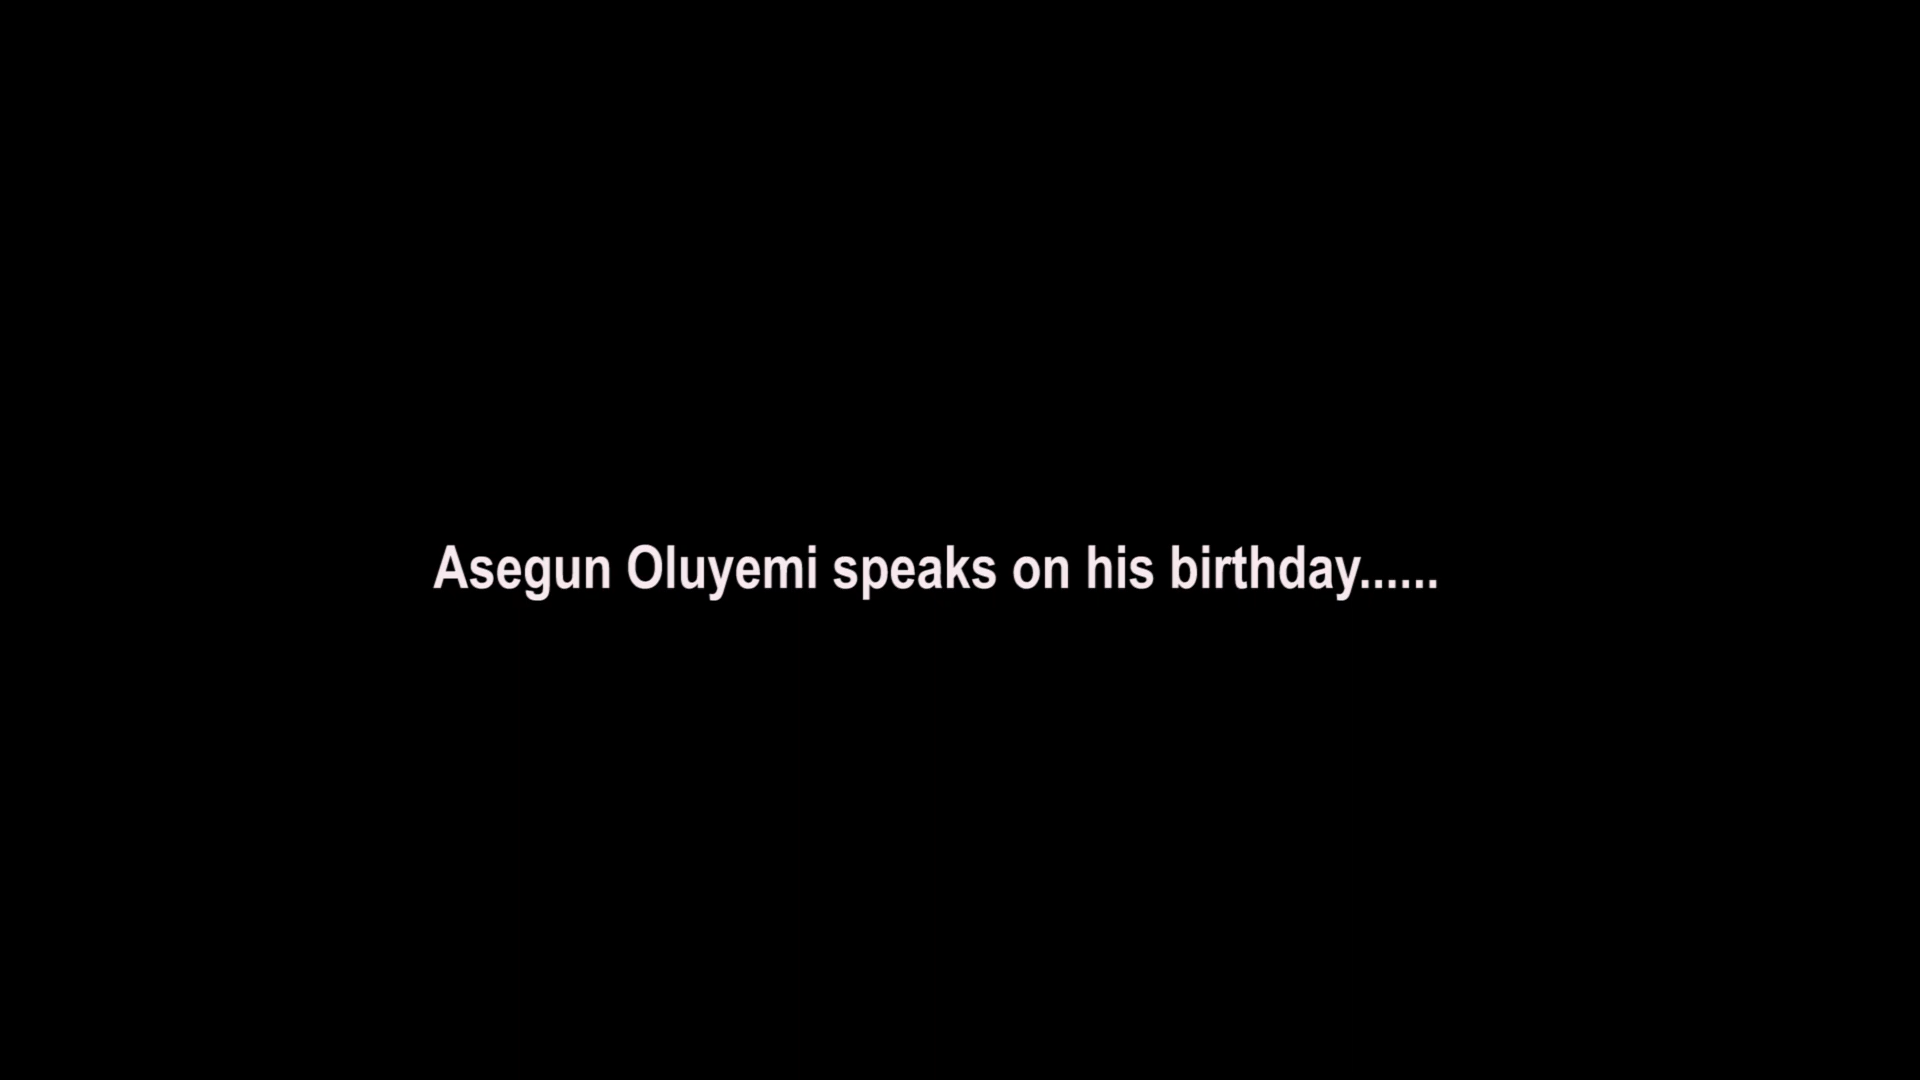 Asegun Oluyemi speaks on his birthday......